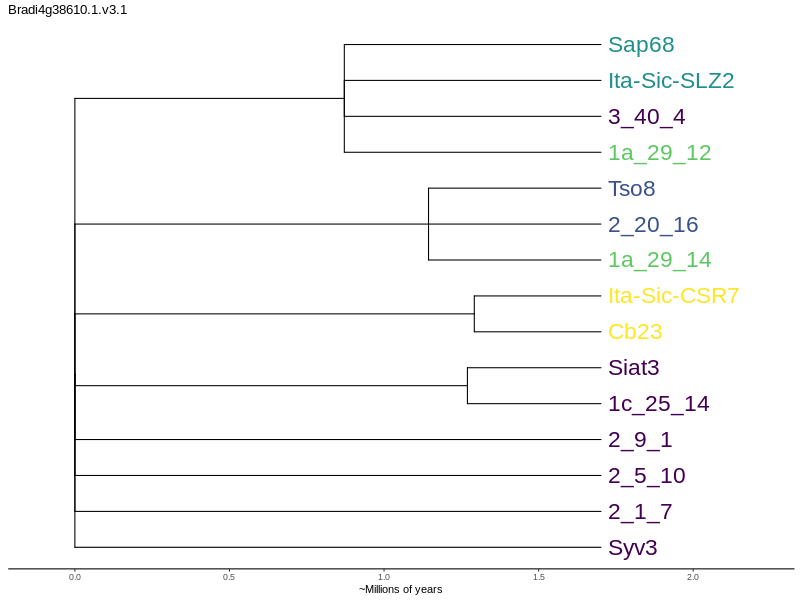 Bradi4g38610.1.v3.1
Sap68
Ita-Sic-SLZ2
3_40_4
1a_29_12
Tso8
2_20_16
1a_29_14
Ita-Sic-CSR7
Cb23
Siat3
1c_25_14
2_9_1
2_5_10
2_1_7
Syv3
0.0 0.5 1.0 1.5 2.0
~Millions of years